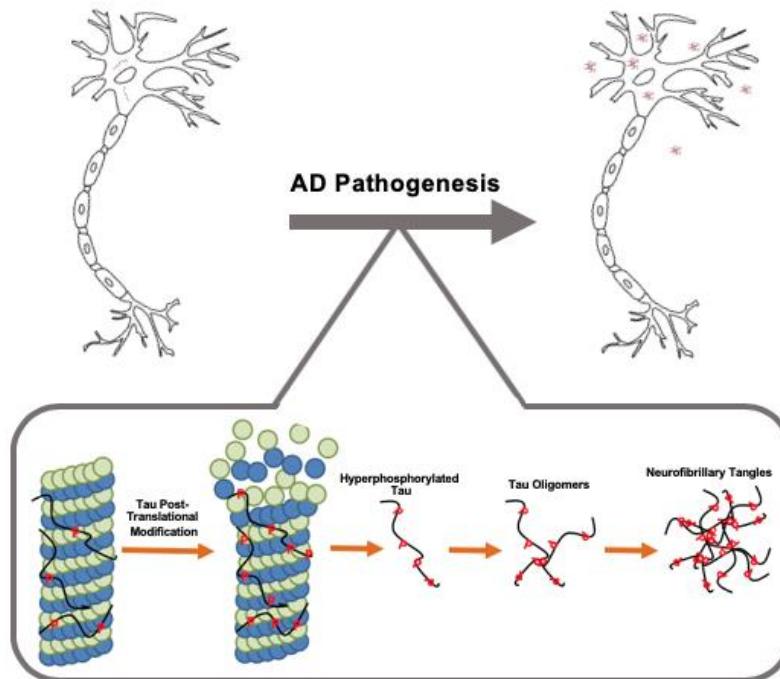 AD Pathogenesis
Tau Post-
Translational
Modification
Hyperphosphorylated
Tau
Tau Oligomers
Neurofibrillary Tangles